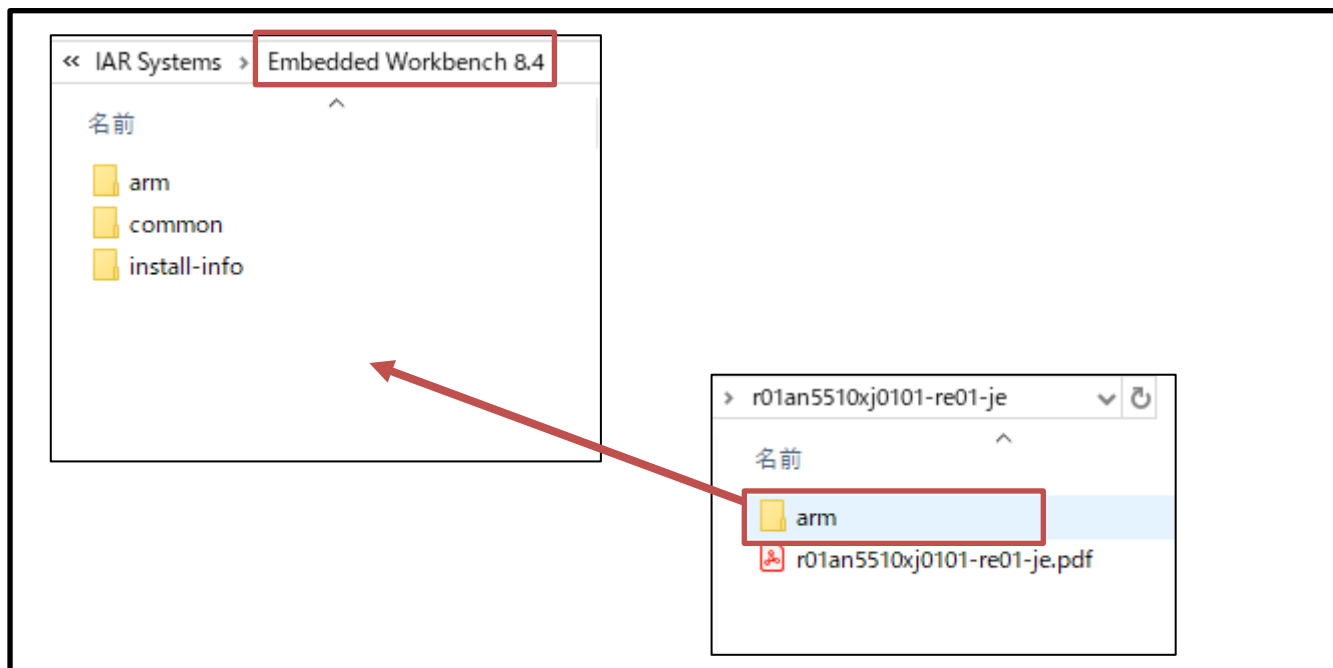 « IAR Systems > Embedded Workbench 8.4
名前
arm
common
install-info
> r01an5510xj0101-re01-je
名前
arm
r01an5510xj0101-re01-je.pdf